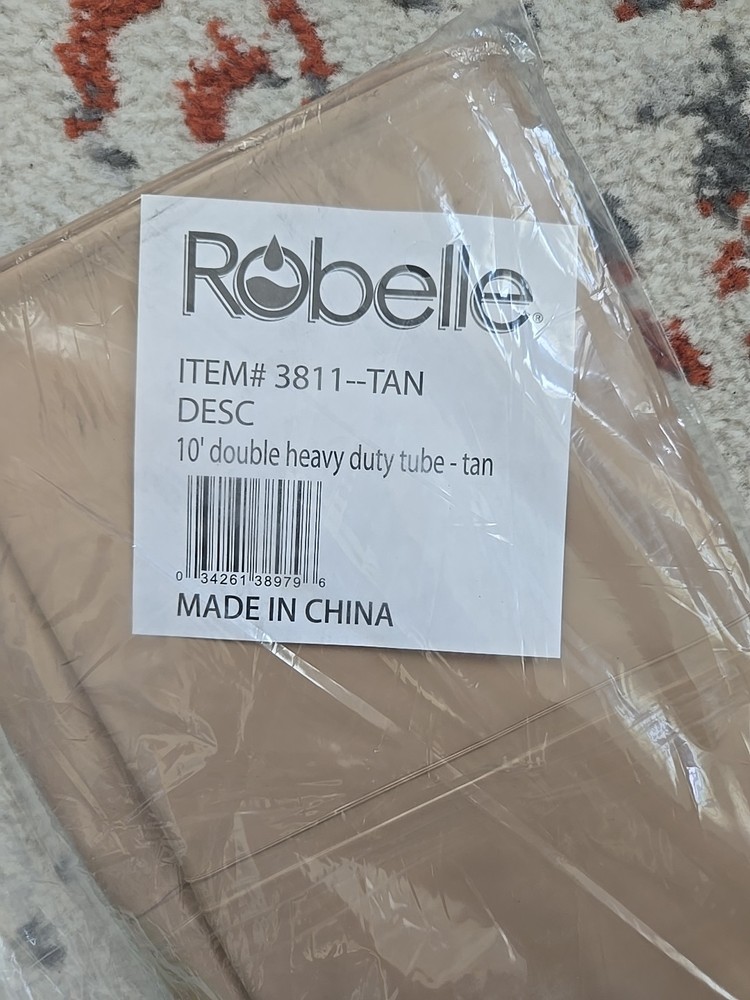 Robelle®
ITEM# 3811--TAN
DESC
10' double heavy duty tube - tan
0 34261 38979 6
MADE IN CHINA